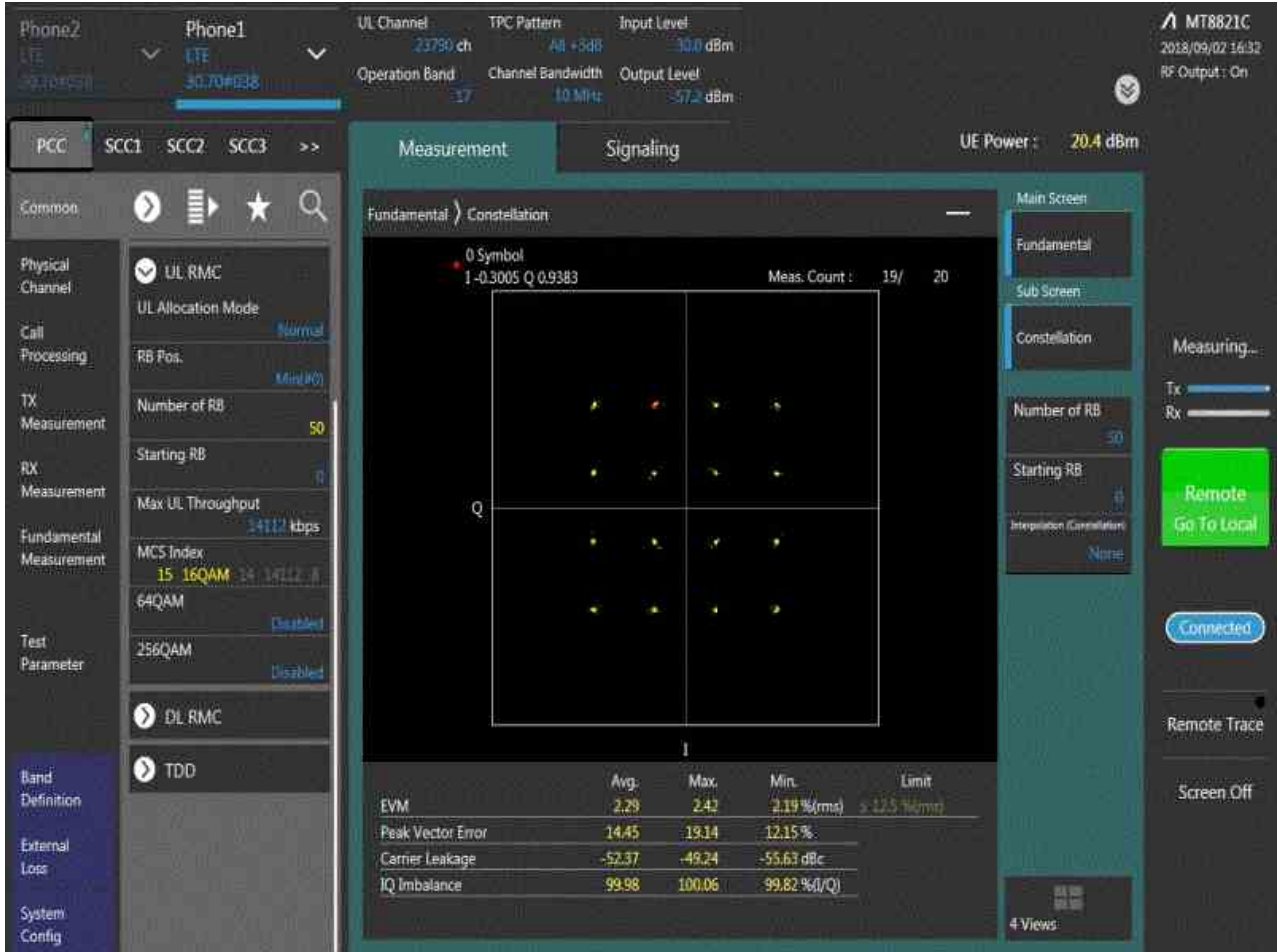 Phone2
LTE
30.70#038
Phone1
LTE
30.70#038
UL Channel
23790 ch
TPC Pattern
All +3dB
Input Level
30.0 dBm
Operation Band
17
Channel Bandwidth
10 MHz
Output Level
-57.2 dBm
MT8821C
2018/09/02 16:32
RF Output : On
PCC
SCC1
SCC2
SCC3
>>
Measurement
Signaling
UE Power : 20.4 dBm
Common
Physical
Channel
Call
Processing
TX
Measurement
RX
Measurement
Fundamental
Measurement
Test
Parameter
Band
Definition
External
Loss
System
Config
UL RMC
UL Allocation Mode
Normal
RB Pos.
Min(#0)
Number of RB
50
Starting RB
0
Max UL Throughput
14112 kbps
MCS Index
15 16QAM 14 14112 8
64QAM
Disabled
256QAM
Disabled
DL RMC
TDD
Fundamental
Constellation
0 Symbol
I -0.3005 Q 0.9383
Meas. Count : 19/ 20
Q
I
Avg. Max. Min. Limit
EVM 2.29 2.42 2.19 %(rms) ≤ 12.5 %(rms)
Peak Vector Error 14.45 19.14 12.15 %
Carrier Leakage -52.37 -49.24 -55.63 dBc
IQ Imbalance 99.98 100.06 99.82 %(I/Q)
Main Screen
Fundamental
Sub Screen
Constellation
Number of RB
50
Starting RB
0
Interpolation (Constellation)
None
4 Views
Measuring...
Tx
Rx
Remote
Go To Local
Connected
Remote Trace
Screen Off